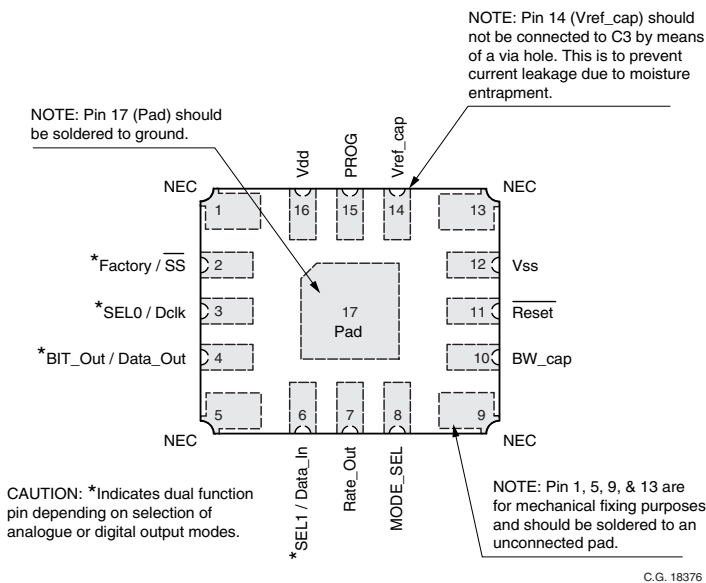 NOTE: Pin 14 (Vref_cap) should
not be connected to C3 by means
of a via hole. This is to prevent
current leakage due to moisture
entrapment.
NOTE: Pin 17 (Pad) should
be soldered to ground.
Vdd
PROG
Vref_cap
NEC
NEC
1
16
15
14
13
*Factory / SS
2
12
Vss
*SEL0 / Dclk
3
17
Pad
11
Reset
*BIT_Out / Data_Out
4
10
BW_cap
5
6
7
8
9
NEC
NEC
*SEL1 / Data_In
Rate_Out
MODE_SEL
CAUTION: *Indicates dual function
pin depending on selection of
analogue or digital output modes.
NOTE: Pin 1, 5, 9, & 13 are
for mechanical fixing purposes
and should be soldered to an
unconnected pad.
C.G. 18376